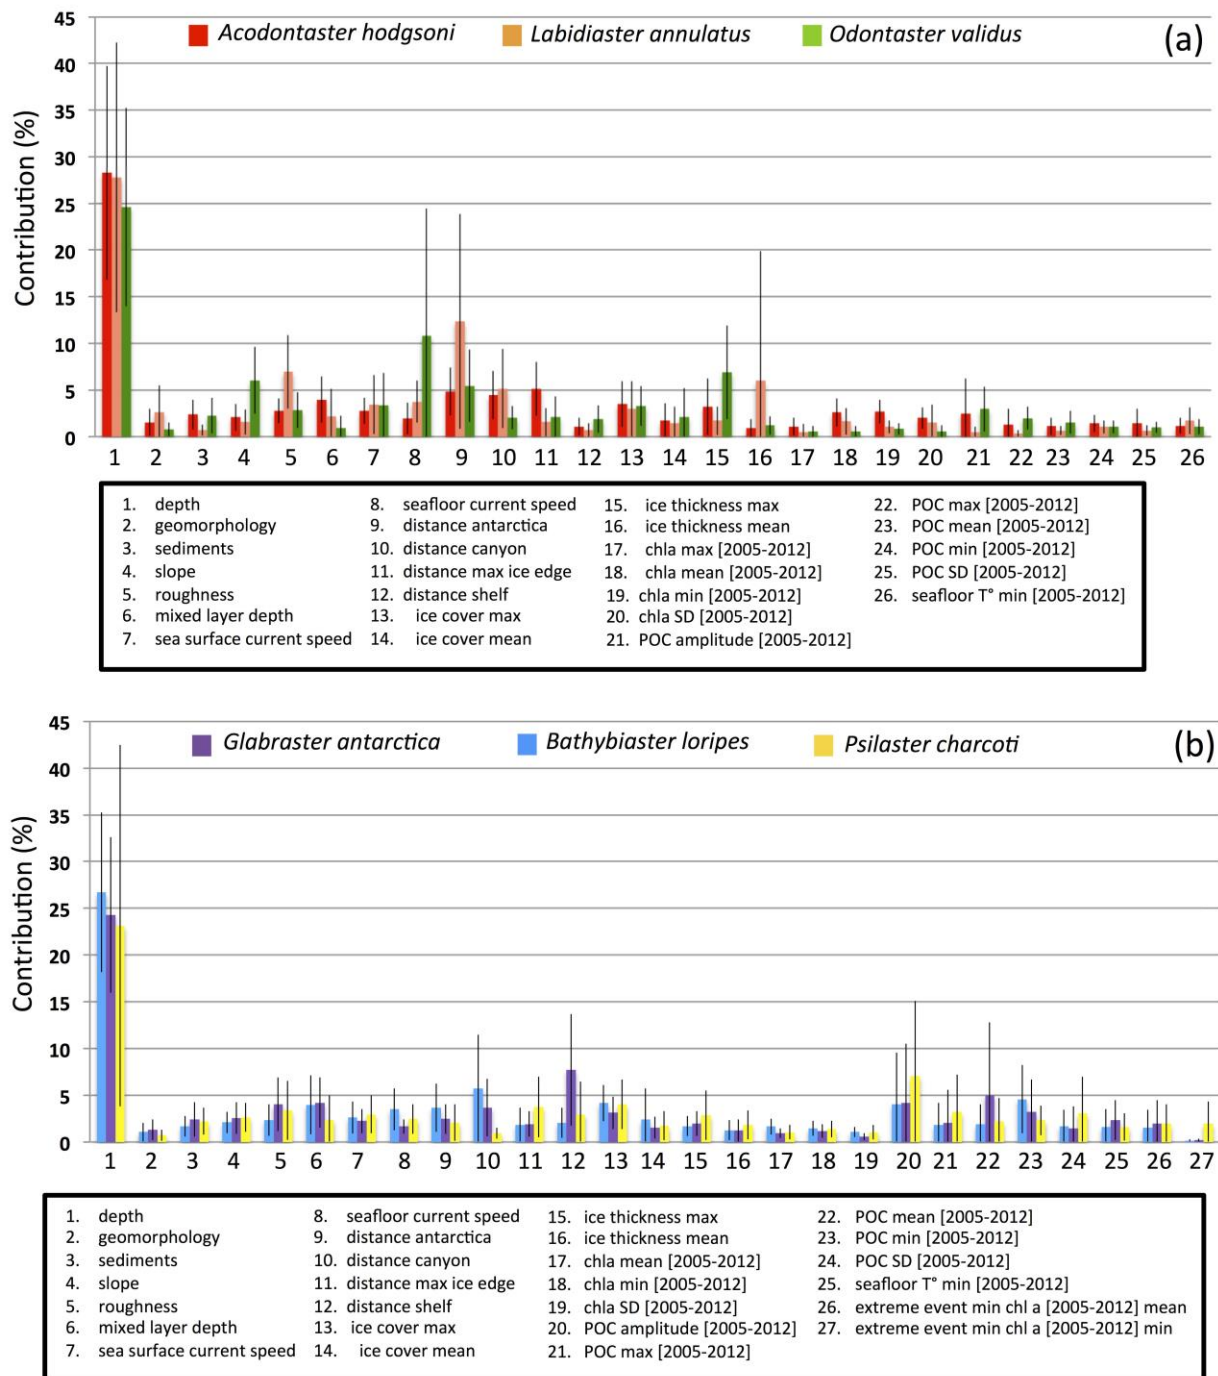 Acodontaster hodgsoni Labidiaster annulatus Odontaster validus (a)
Contribution (%)
45
40
35
30
25
20
15
10
5
0
1 2 3 4 5 6 7 8 9 10 11 12 13 14 15 16 17 18 19 20 21 22 23 24 25 26
1. depth
2. geomorphology
3. sediments
4. slope
5. roughness
6. mixed layer depth
7. sea surface current speed
8. seafloor current speed
9. distance antarctica
10. distance canyon
11. distance max ice edge
12. distance shelf
13. ice cover max
14. ice cover mean
15. ice thickness max
16. ice thickness mean
17. chla max [2005-2012]
18. chla mean [2005-2012]
19. chla min [2005-2012]
20. chla SD [2005-2012]
21. POC amplitude [2005-2012]
22. POC max [2005-2012]
23. POC mean [2005-2012]
24. POC min [2005-2012]
25. POC SD [2005-2012]
26. seafloor T° min [2005-2012]
Glabraster antarctica Bathybiaster loripes Psilaster charcoti (b)
Contribution (%)
45
40
35
30
25
20
15
10
5
0
1 2 3 4 5 6 7 8 9 10 11 12 13 14 15 16 17 18 19 20 21 22 23 24 25 26 27
1. depth
2. geomorphology
3. sediments
4. slope
5. roughness
6. mixed layer depth
7. sea surface current speed
8. seafloor current speed
9. distance antarctica
10. distance canyon
11. distance max ice edge
12. distance shelf
13. ice cover max
14. ice cover mean
15. ice thickness max
16. ice thickness mean
17. chla mean [2005-2012]
18. chla min [2005-2012]
19. chla SD [2005-2012]
20. POC amplitude [2005-2012]
21. POC max [2005-2012]
22. POC mean [2005-2012]
23. POC min [2005-2012]
24. POC SD [2005-2012]
25. seafloor T° min [2005-2012]
26. extreme event min chl a [2005-2012] mean
27. extreme event min chl a [2005-2012] min